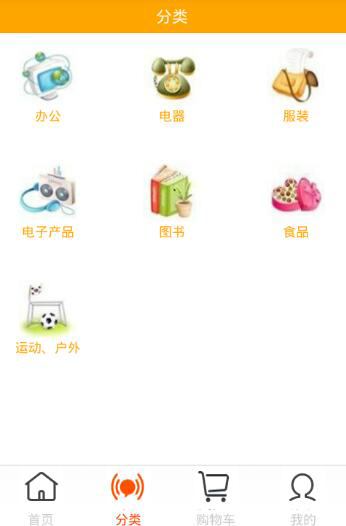 分类
办公 电器 服装
电子产品 图书 食品
运动、户外
首页 分类 购物车 我的